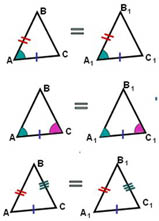 B = B₁
A C A₁ C₁
B = B₁
A C A₁ C₁
B = B₁
A C A₁ C₁